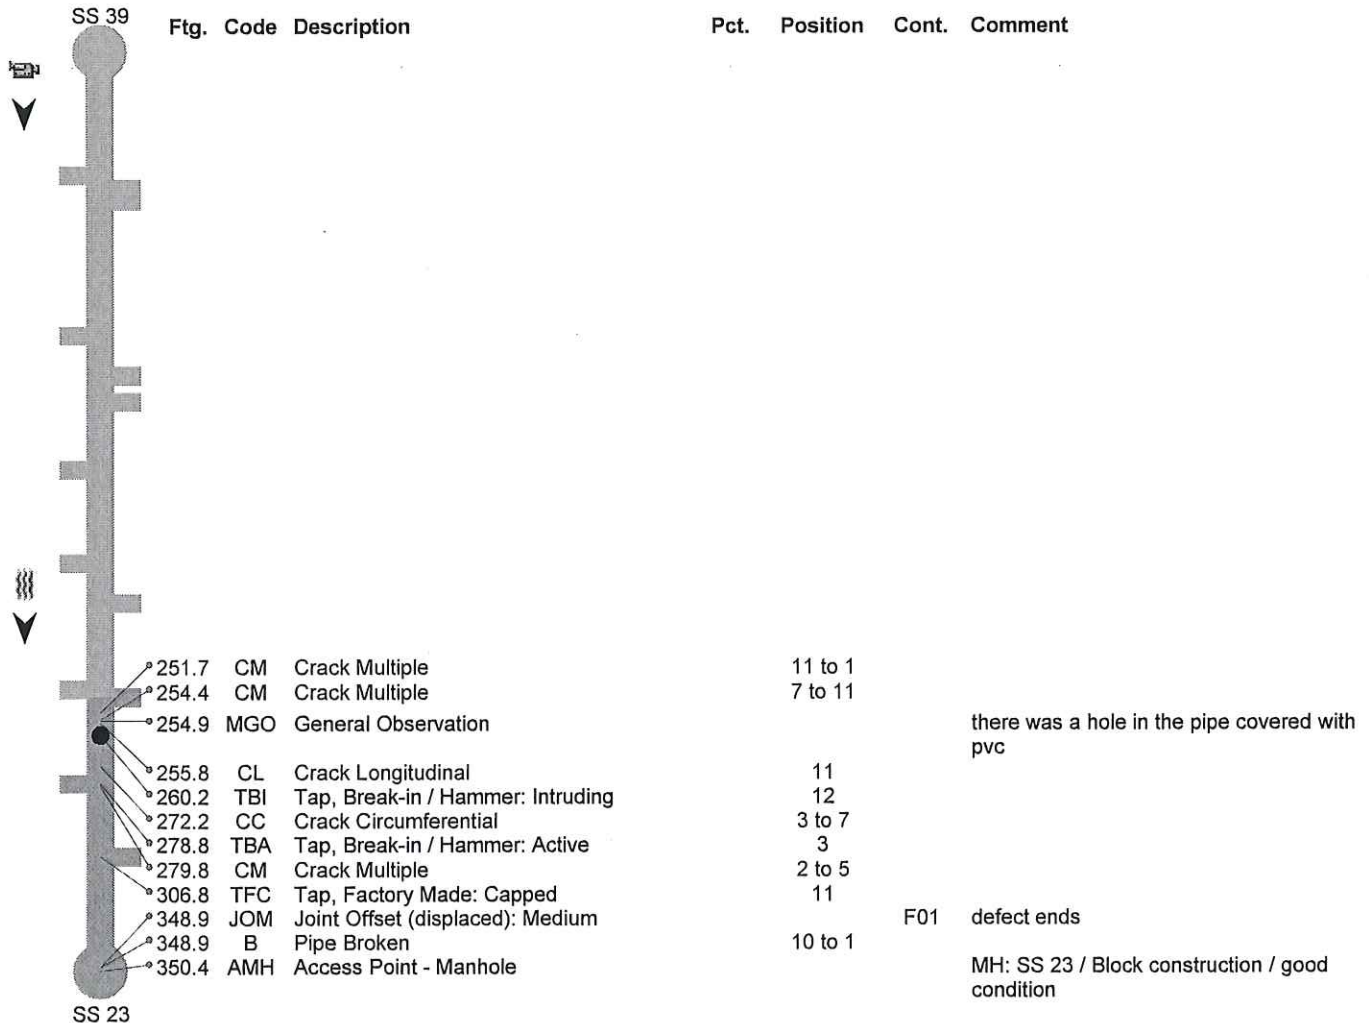 SS 39
Ftg. Code Description Pct. Position Cont. Comment
251.7 CM Crack Multiple 11 to 1
254.4 CM Crack Multiple 7 to 11
254.9 MGO General Observation there was a hole in the pipe covered with
pvc
255.8 CL Crack Longitudinal 11
260.2 TBI Tap, Break-in / Hammer: Intruding 12
272.2 CC Crack Circumferential 3 to 7
278.8 TBA Tap, Break-in / Hammer: Active 3
279.8 CM Crack Multiple 2 to 5
306.8 TFC Tap, Factory Made: Capped 11
348.9 JOM Joint Offset (displaced): Medium F01 defect ends
348.9 B Pipe Broken 10 to 1
350.4 AMH Access Point - Manhole MH: SS 23 / Block construction / good
condition
SS 23